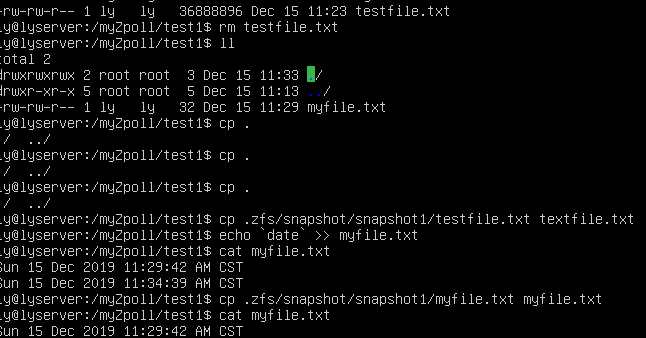 -rw-rw-r-- 1 ly   ly   36888896 Dec 15 11:23 testfile.txt
ly@lyserver:/myZpoll/test1$ rm testfile.txt
ly@lyserver:/myZpoll/test1$ ll
total 2
drwxrwxrwx 2 root root  3 Dec 15 11:33 ./
drwxr-xr-x 5 root root  5 Dec 15 11:13 ../
-rw-rw-r-- 1 ly   ly   32 Dec 15 11:29 myfile.txt
ly@lyserver:/myZpoll/test1$ cp .
/  ../
ly@lyserver:/myZpoll/test1$ cp .
/  ../
ly@lyserver:/myZpoll/test1$ cp .
/  ../
ly@lyserver:/myZpoll/test1$ cp .zfs/snapshot/snapshot1/testfile.txt textfile.txt
ly@lyserver:/myZpoll/test1$ echo `date` >> myfile.txt
ly@lyserver:/myZpoll/test1$ cat myfile.txt
Sun 15 Dec 2019 11:29:42 AM CST
Sun 15 Dec 2019 11:34:39 AM CST
ly@lyserver:/myZpoll/test1$ cp .zfs/snapshot/snapshot1/myfile.txt myfile.txt
ly@lyserver:/myZpoll/test1$ cat myfile.txt
Sun 15 Dec 2019 11:29:42 AM CST